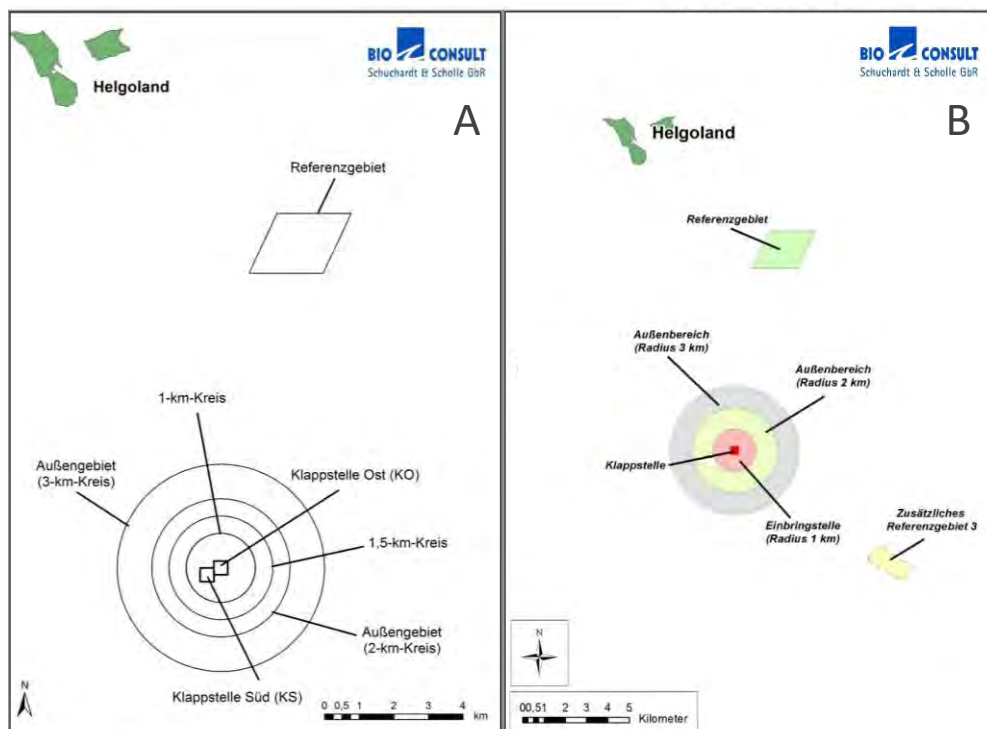 BIO CONSULT
Schuchardt & Scholle GbR
Helgoland
A
Referenzgebiet
1-km-Kreis
Außengebiet
(3-km-Kreis)
Klappstelle Ost (KO)
1,5-km-Kreis
Außengebiet
(2-km-Kreis)
Klappstelle Süd (KS)
N
0 0,5 1 2 3 4
km
BIO CONSULT
Schuchardt & Scholle GbR
B
Helgoland
Referenzgebiet
Außenbereich
(Radius 3 km)
Außenbereich
(Radius 2 km)
Klappstelle
Einbringstelle
(Radius 1 km)
Zusätzliches
Referenzgebiet 3
N
00,51 2 3 4 5
Kilometer